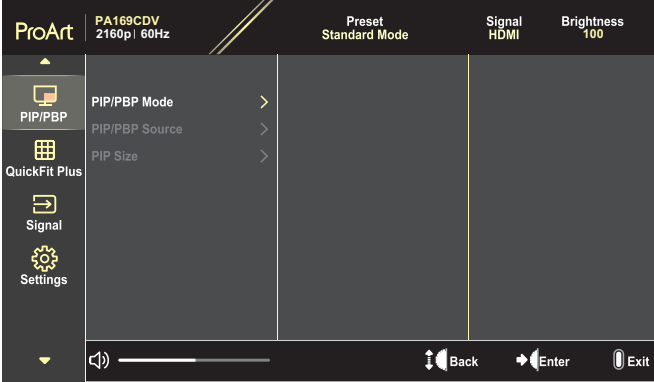 ProArt
PA169CDV
2160p| 60Hz
Preset
Standard Mode
Signal
HDMI
Brightness
100
PIP/PBP
QuickFit Plus
Signal
Settings
PIP/PBP Mode
PIP/PBP Source
PIP Size
Back
Enter
Exit